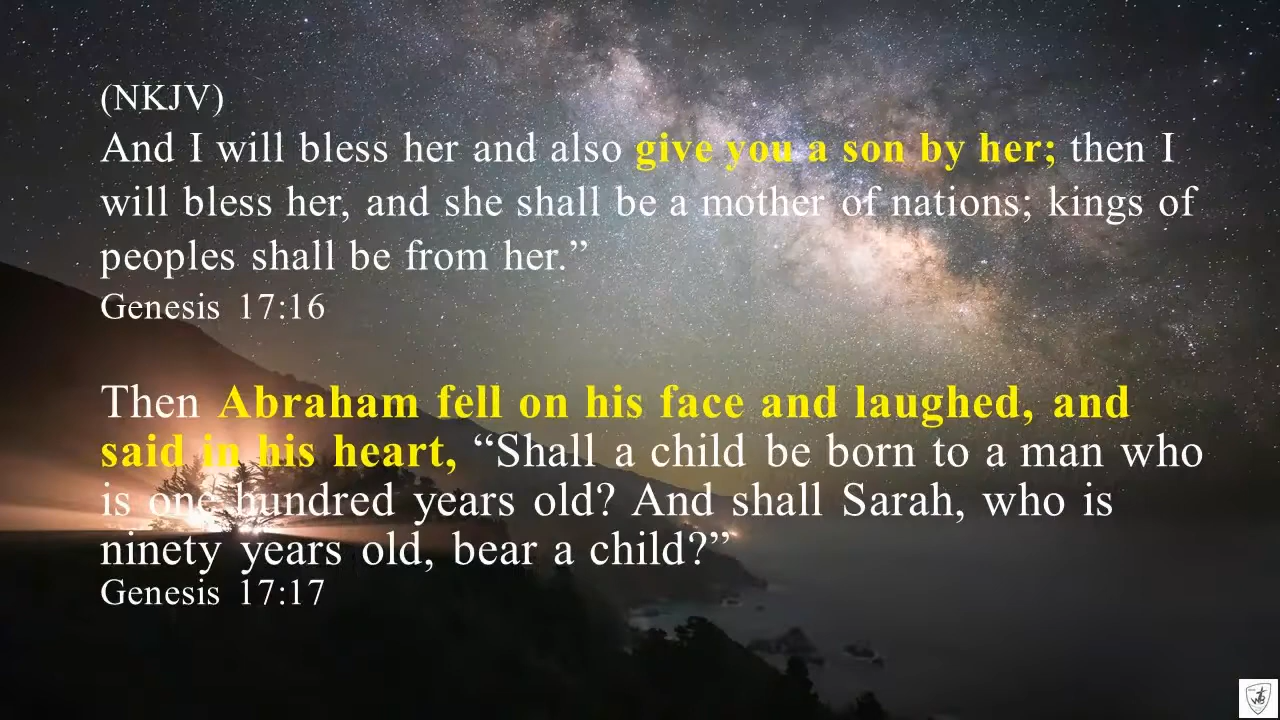 (NKJV)
And I will bless her and also give you a son by her; then I
will bless her, and she shall be a mother of nations; kings of
peoples shall be from her.”
Genesis 17:16
Then Abraham fell on his face and laughed, and
said in his heart, “Shall a child be born to a man who
is one hundred years old? And shall Sarah, who is
ninety years old, bear a child?”
Genesis 17:17